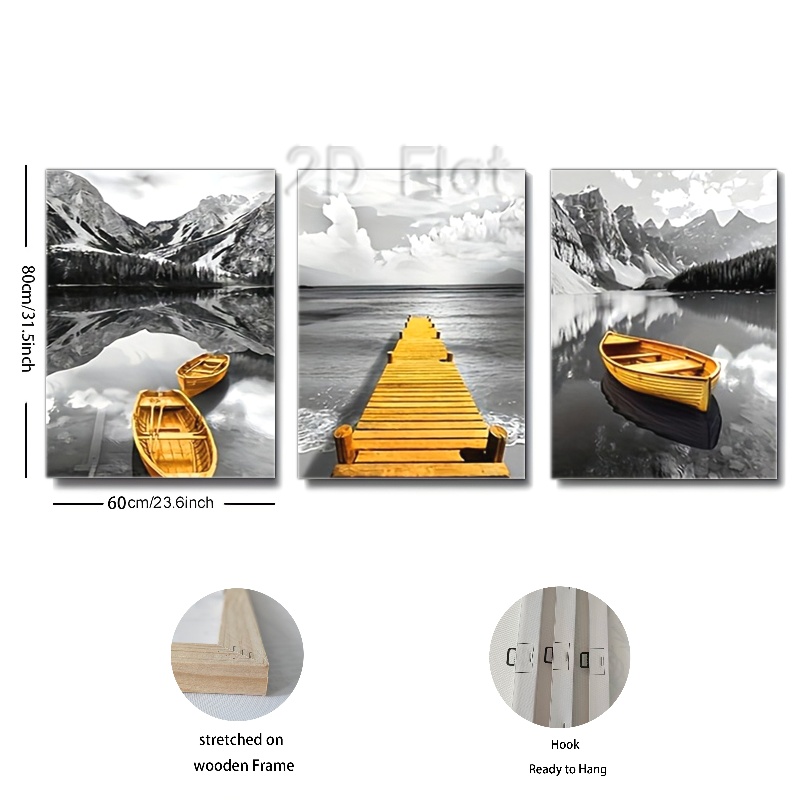 2D Flat
80cm/31.5inch
60cm/23.6inch
stretched on
wooden Frame
Hook
Ready to Hang